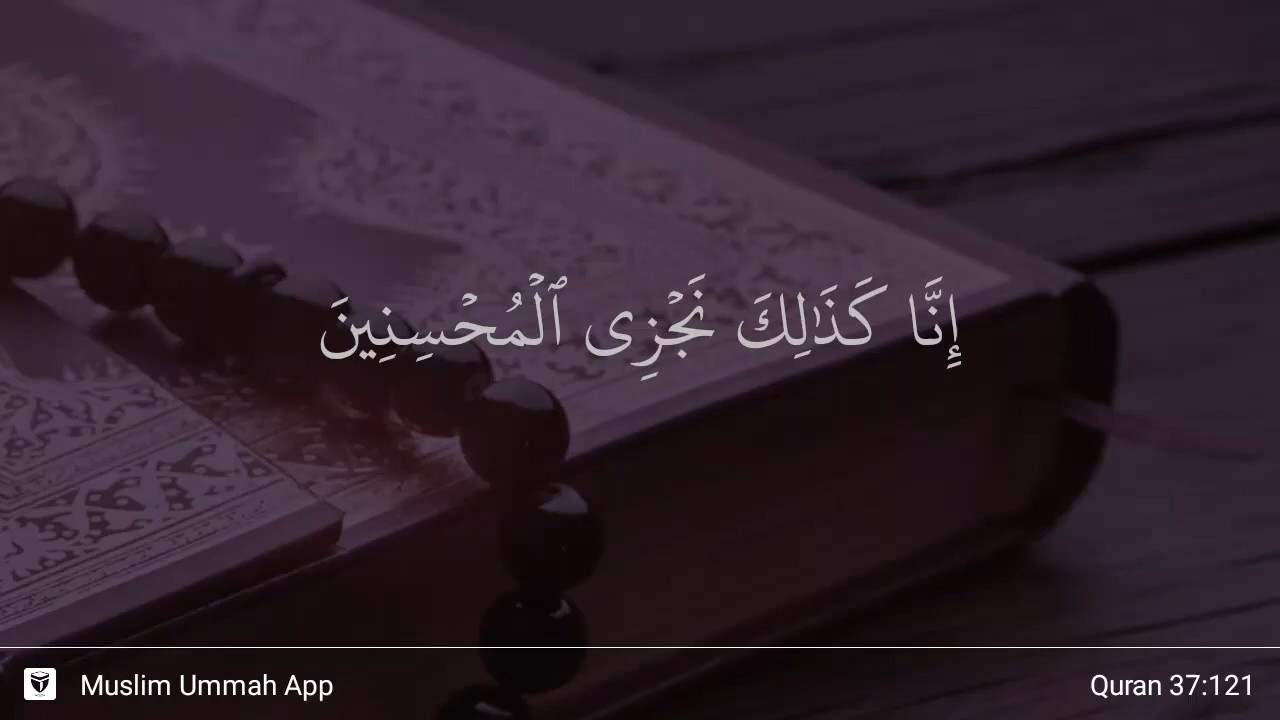 إِنَّا كَذَٰلِكَ نَجْزِى ٱلْمُحْسِنِينَ
Muslim Ummah App
Quran 37:121